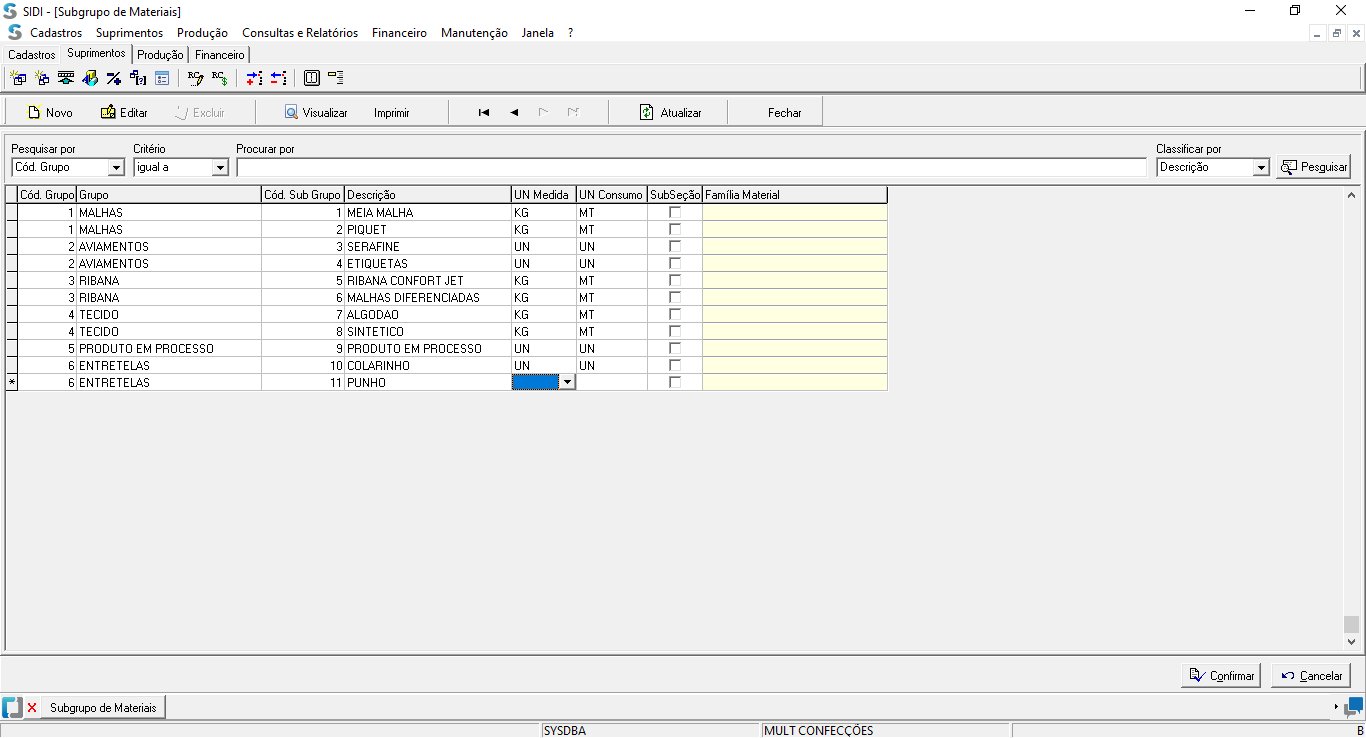 SIDI - [Subgrupo de Materiais]
Cadastros Suprimentos Produção Consultas e Relatórios Financeiro Manutenção Janela ?
Cadastros Suprimentos Produção Financeiro
Novo Editar Excluir Visualizar Imprimir Atualizar Fechar
Pesquisar por Critério Procurar por Classificar por
Cód. Grupo igual a Descrição Pesquisar
Cód. Grupo Grupo Cód. Sub Grupo Descrição UN Medida UN Consumo SubSeção Família Material
1 MALHAS 1 MEIA MALHA KG MT
1 MALHAS 2 PIQUET KG MT
2 AVIAMENTOS 3 SERAFINE UN UN
2 AVIAMENTOS 4 ETIQUETAS UN UN
3 RIBANA 5 RIBANA CONFORT JET KG MT
3 RIBANA 6 MALHAS DIFERENCIADAS KG MT
4 TECIDO 7 ALGODAO KG MT
4 TECIDO 8 SINTETICO KG MT
5 PRODUTO EM PROCESSO 9 PRODUTO EM PROCESSO UN UN
6 ENTRETELAS 10 COLARINHO UN UN
* 6 ENTRETELAS 11 PUNHO
Confirmar Cancelar
Subgrupo de Materiais
SYSDBA MULT CONFECÇÕES B